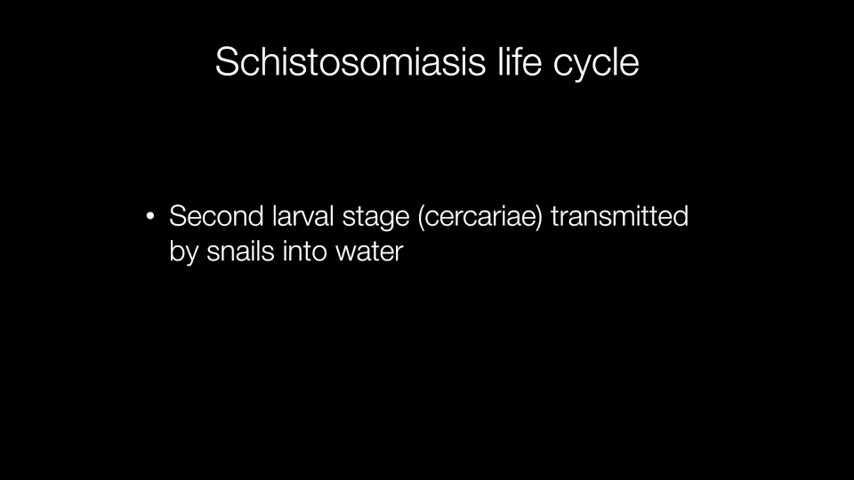 Schistosomiasis life cycle
• Second larval stage (cercariae) transmitted
by snails into water